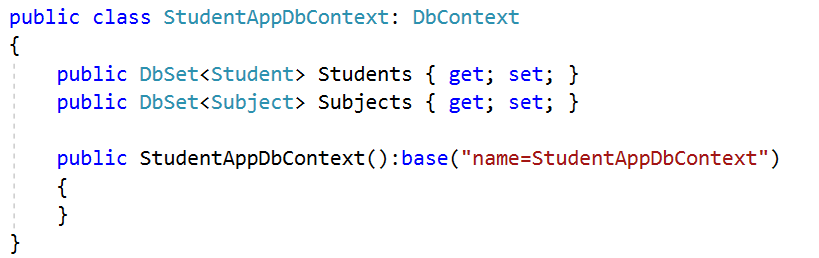 public class StudentAppDbContext: DbContext
{
    public DbSet<Student> Students { get; set; }
    public DbSet<Subject> Subjects { get; set; }

    public StudentAppDbContext():base("name=StudentAppDbContext")
    {
    }
}